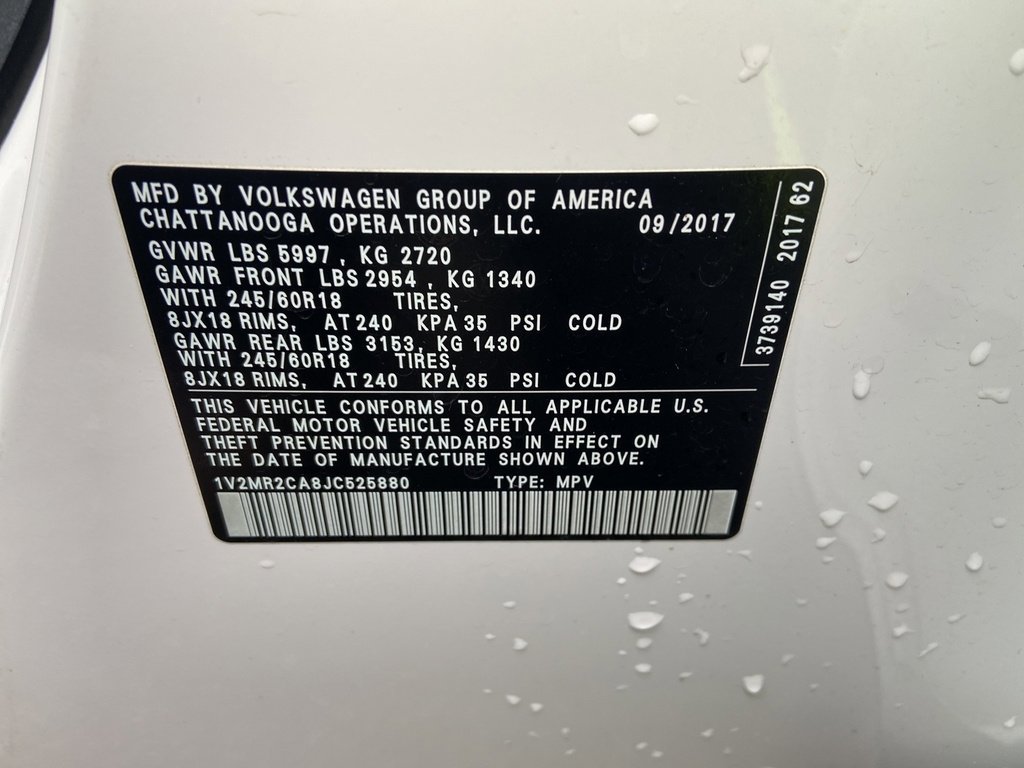 MFD BY VOLKSWAGEN GROUP OF AMERICA
CHATTANOOGA OPERATIONS, LLC. 09/2017
GVWR LBS 5997 , KG 2720
GAWR FRONT LBS 2954 , KG 1340
WITH 245/60R18 TIRES,
8JX18 RIMS, AT 240 KPA 35 PSI COLD
GAWR REAR LBS 3153, KG 1430
WITH 245/60R18 TIRES,
8JX18 RIMS, AT 240 KPA 35 PSI COLD
THIS VEHICLE CONFORMS TO ALL APPLICABLE U.S.
FEDERAL MOTOR VEHICLE SAFETY AND
THEFT PREVENTION STANDARDS IN EFFECT ON
THE DATE OF MANUFACTURE SHOWN ABOVE.
1V2MR2CA8JC525880 TYPE: MPV
3739140 2017 62